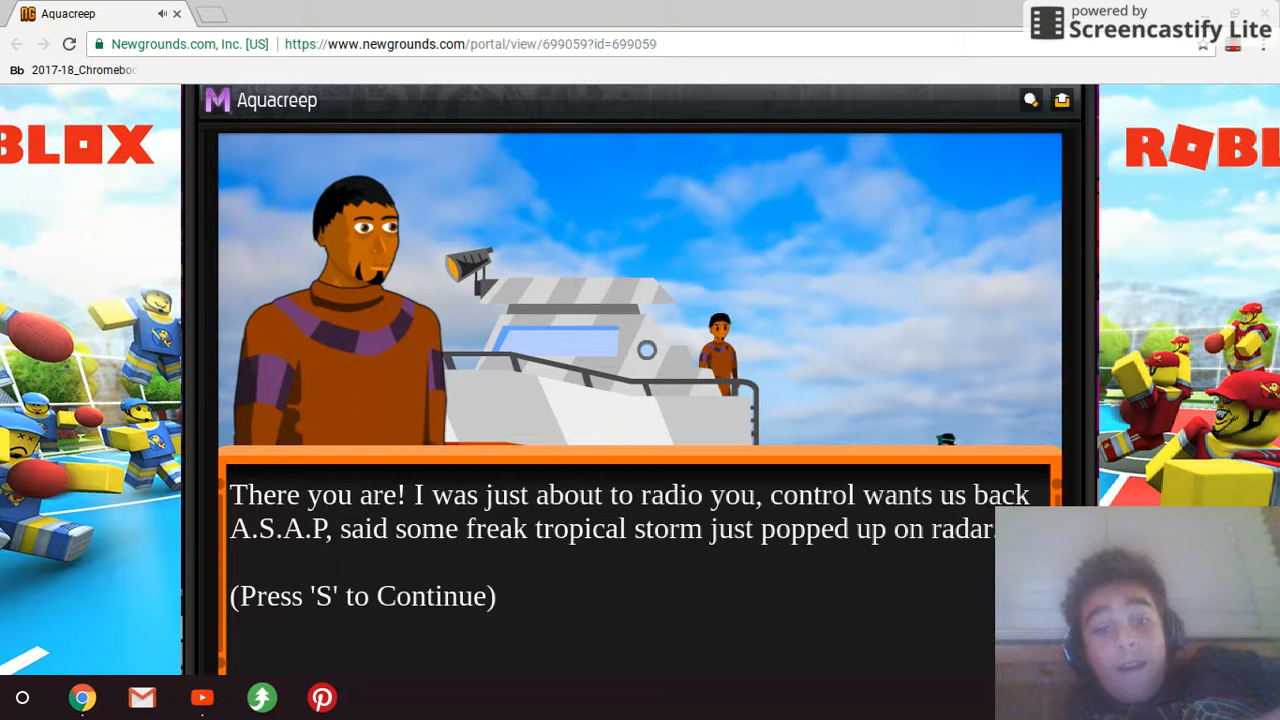 Aquacreep
powered by
Screencastify Lite
Newgrounds.com, Inc. [US]
https://www.newgrounds.com/portal/view/699059?id=699059
Bb 2017-18_Chromeboo
M Aquacreep
BLOX
ROBL
There you are! I was just about to radio you, control wants us back
A.S.A.P, said some freak tropical storm just popped up on radar.
(Press 'S' to Continue)